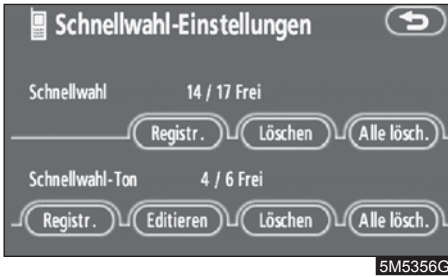 Schnellwahl-Einstellungen
Schnellwahl 14 / 17 Frei
Registr. Löschen Alle lösch.
Schnellwahl-Ton 4 / 6 Frei
Registr. Editieren Löschen Alle lösch.
5M5356G